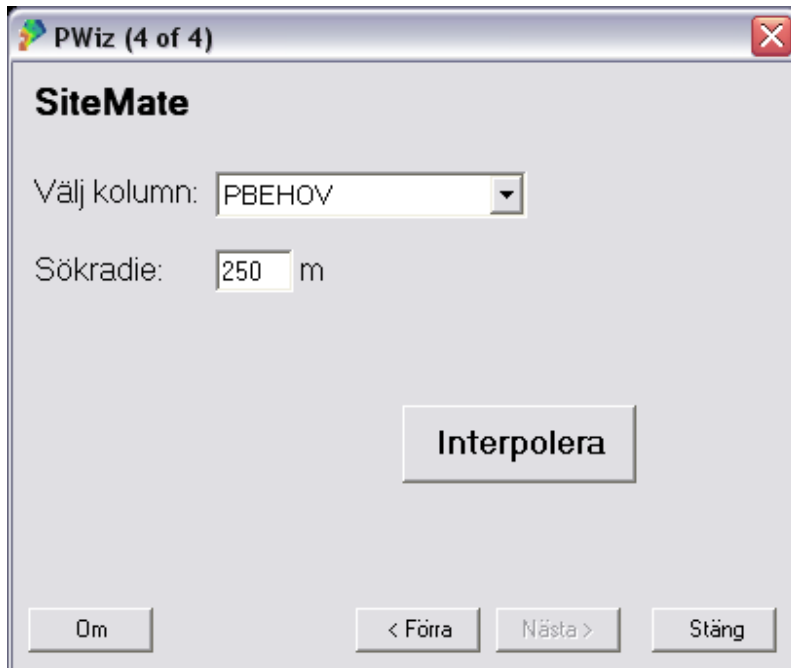 PWiz (4 of 4)
SiteMate
Välj kolumn: PBEHOV
Sökradie: 250 m
Interpolera
Om < Förra Nästa > Stäng